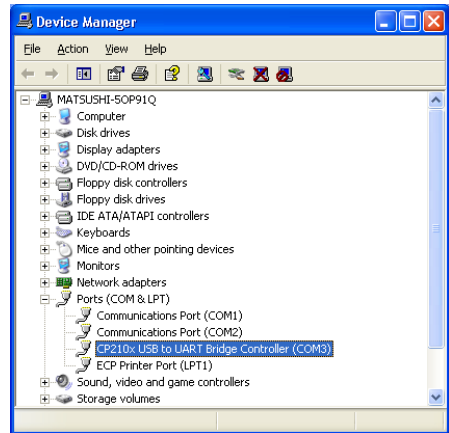 Device Manager
File Action View Help
MATSUSHI-5OP91Q
Computer
Disk drives
Display adapters
DVD/CD-ROM drives
Floppy disk controllers
Floppy disk drives
IDE ATA/ATAPI controllers
Keyboards
Mice and other pointing devices
Monitors
Network adapters
Ports (COM & LPT)
Communications Port (COM1)
Communications Port (COM2)
CP210x USB to UART Bridge Controller (COM3)
ECP Printer Port (LPT1)
Sound, video and game controllers
Storage volumes